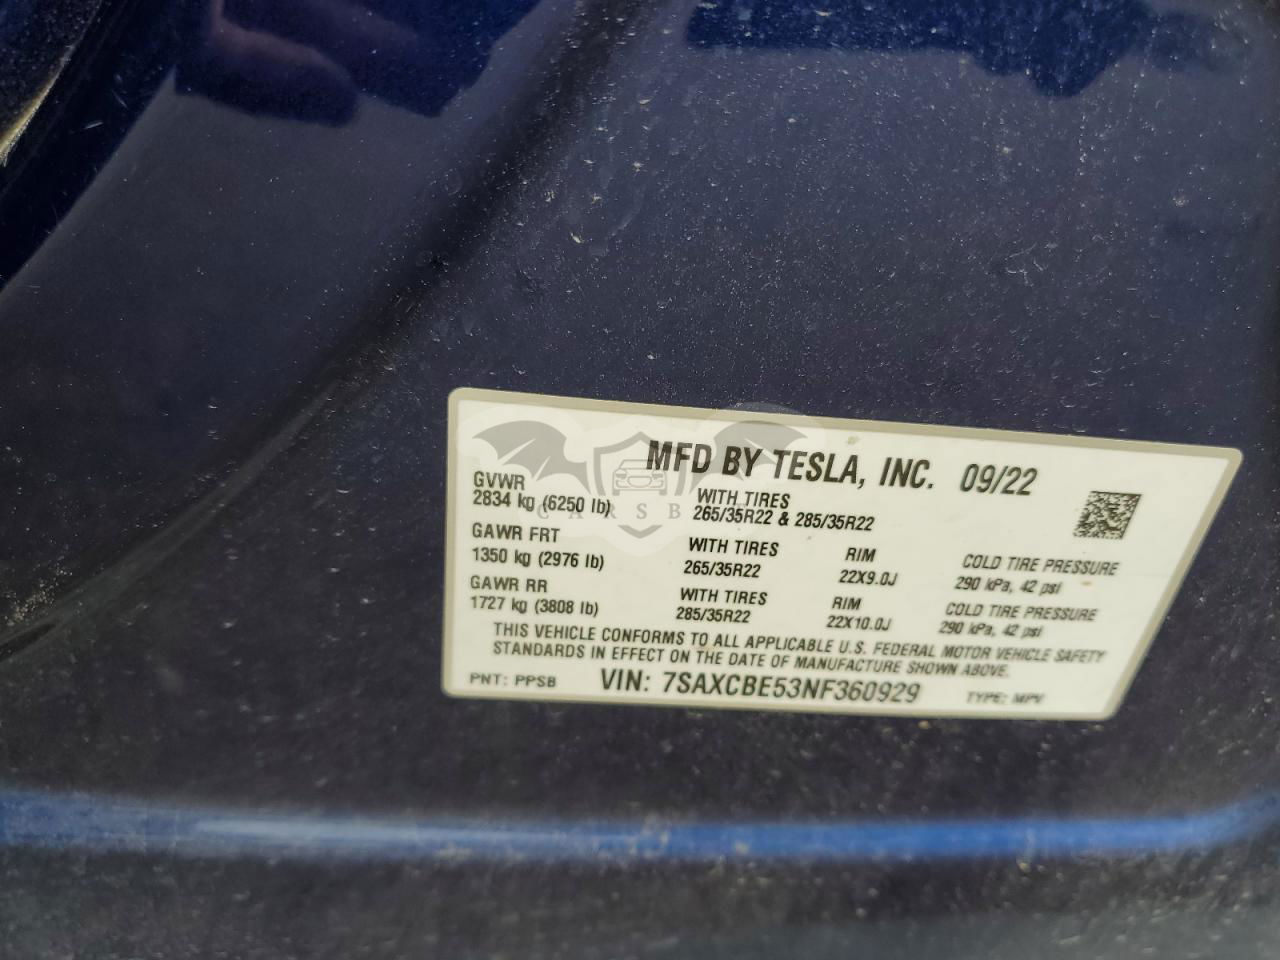 MFD BY TESLA, INC. 09/22
GVWR
2834 kg (6250 lb)
WITH TIRES
265/35R22 & 285/35R22
GAWR FRT
1350 kg (2976 lb)
WITH TIRES
265/35R22
RIM
22X9.0J
COLD TIRE PRESSURE
290 kPa, 42 psi
GAWR RR
1727 kg (3808 lb)
WITH TIRES
285/35R22
RIM
22X10.0J
COLD TIRE PRESSURE
290 kPa, 42 psi
THIS VEHICLE CONFORMS TO ALL APPLICABLE U.S. FEDERAL MOTOR VEHICLE SAFETY
STANDARDS IN EFFECT ON THE DATE OF MANUFACTURE SHOWN ABOVE.
PNT: PPSB VIN: 7SAXCBE53NF360929 TYPE: MPV